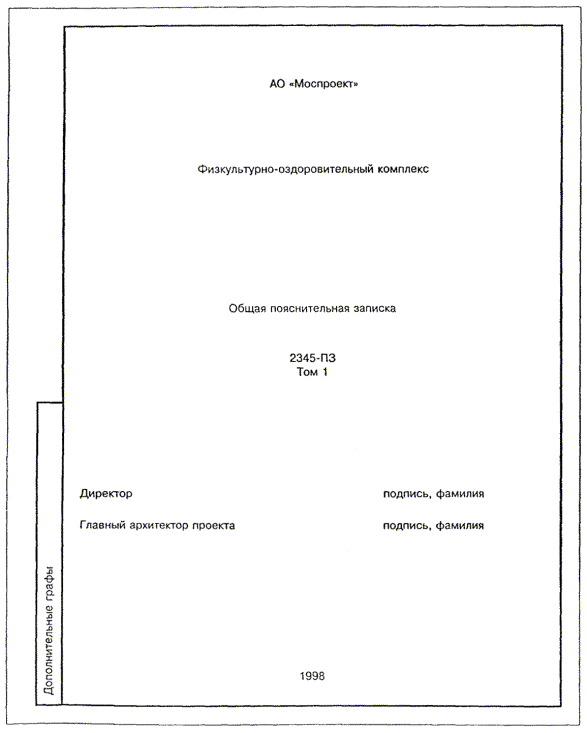 АО «Моспроект»
Физкультурно-оздоровительный комплекс
Общая пояснительная записка
2345-ПЗ
Том 1
Директор подпись, фамилия
Главный архитектор проекта подпись, фамилия
Дополнительные графы
1998